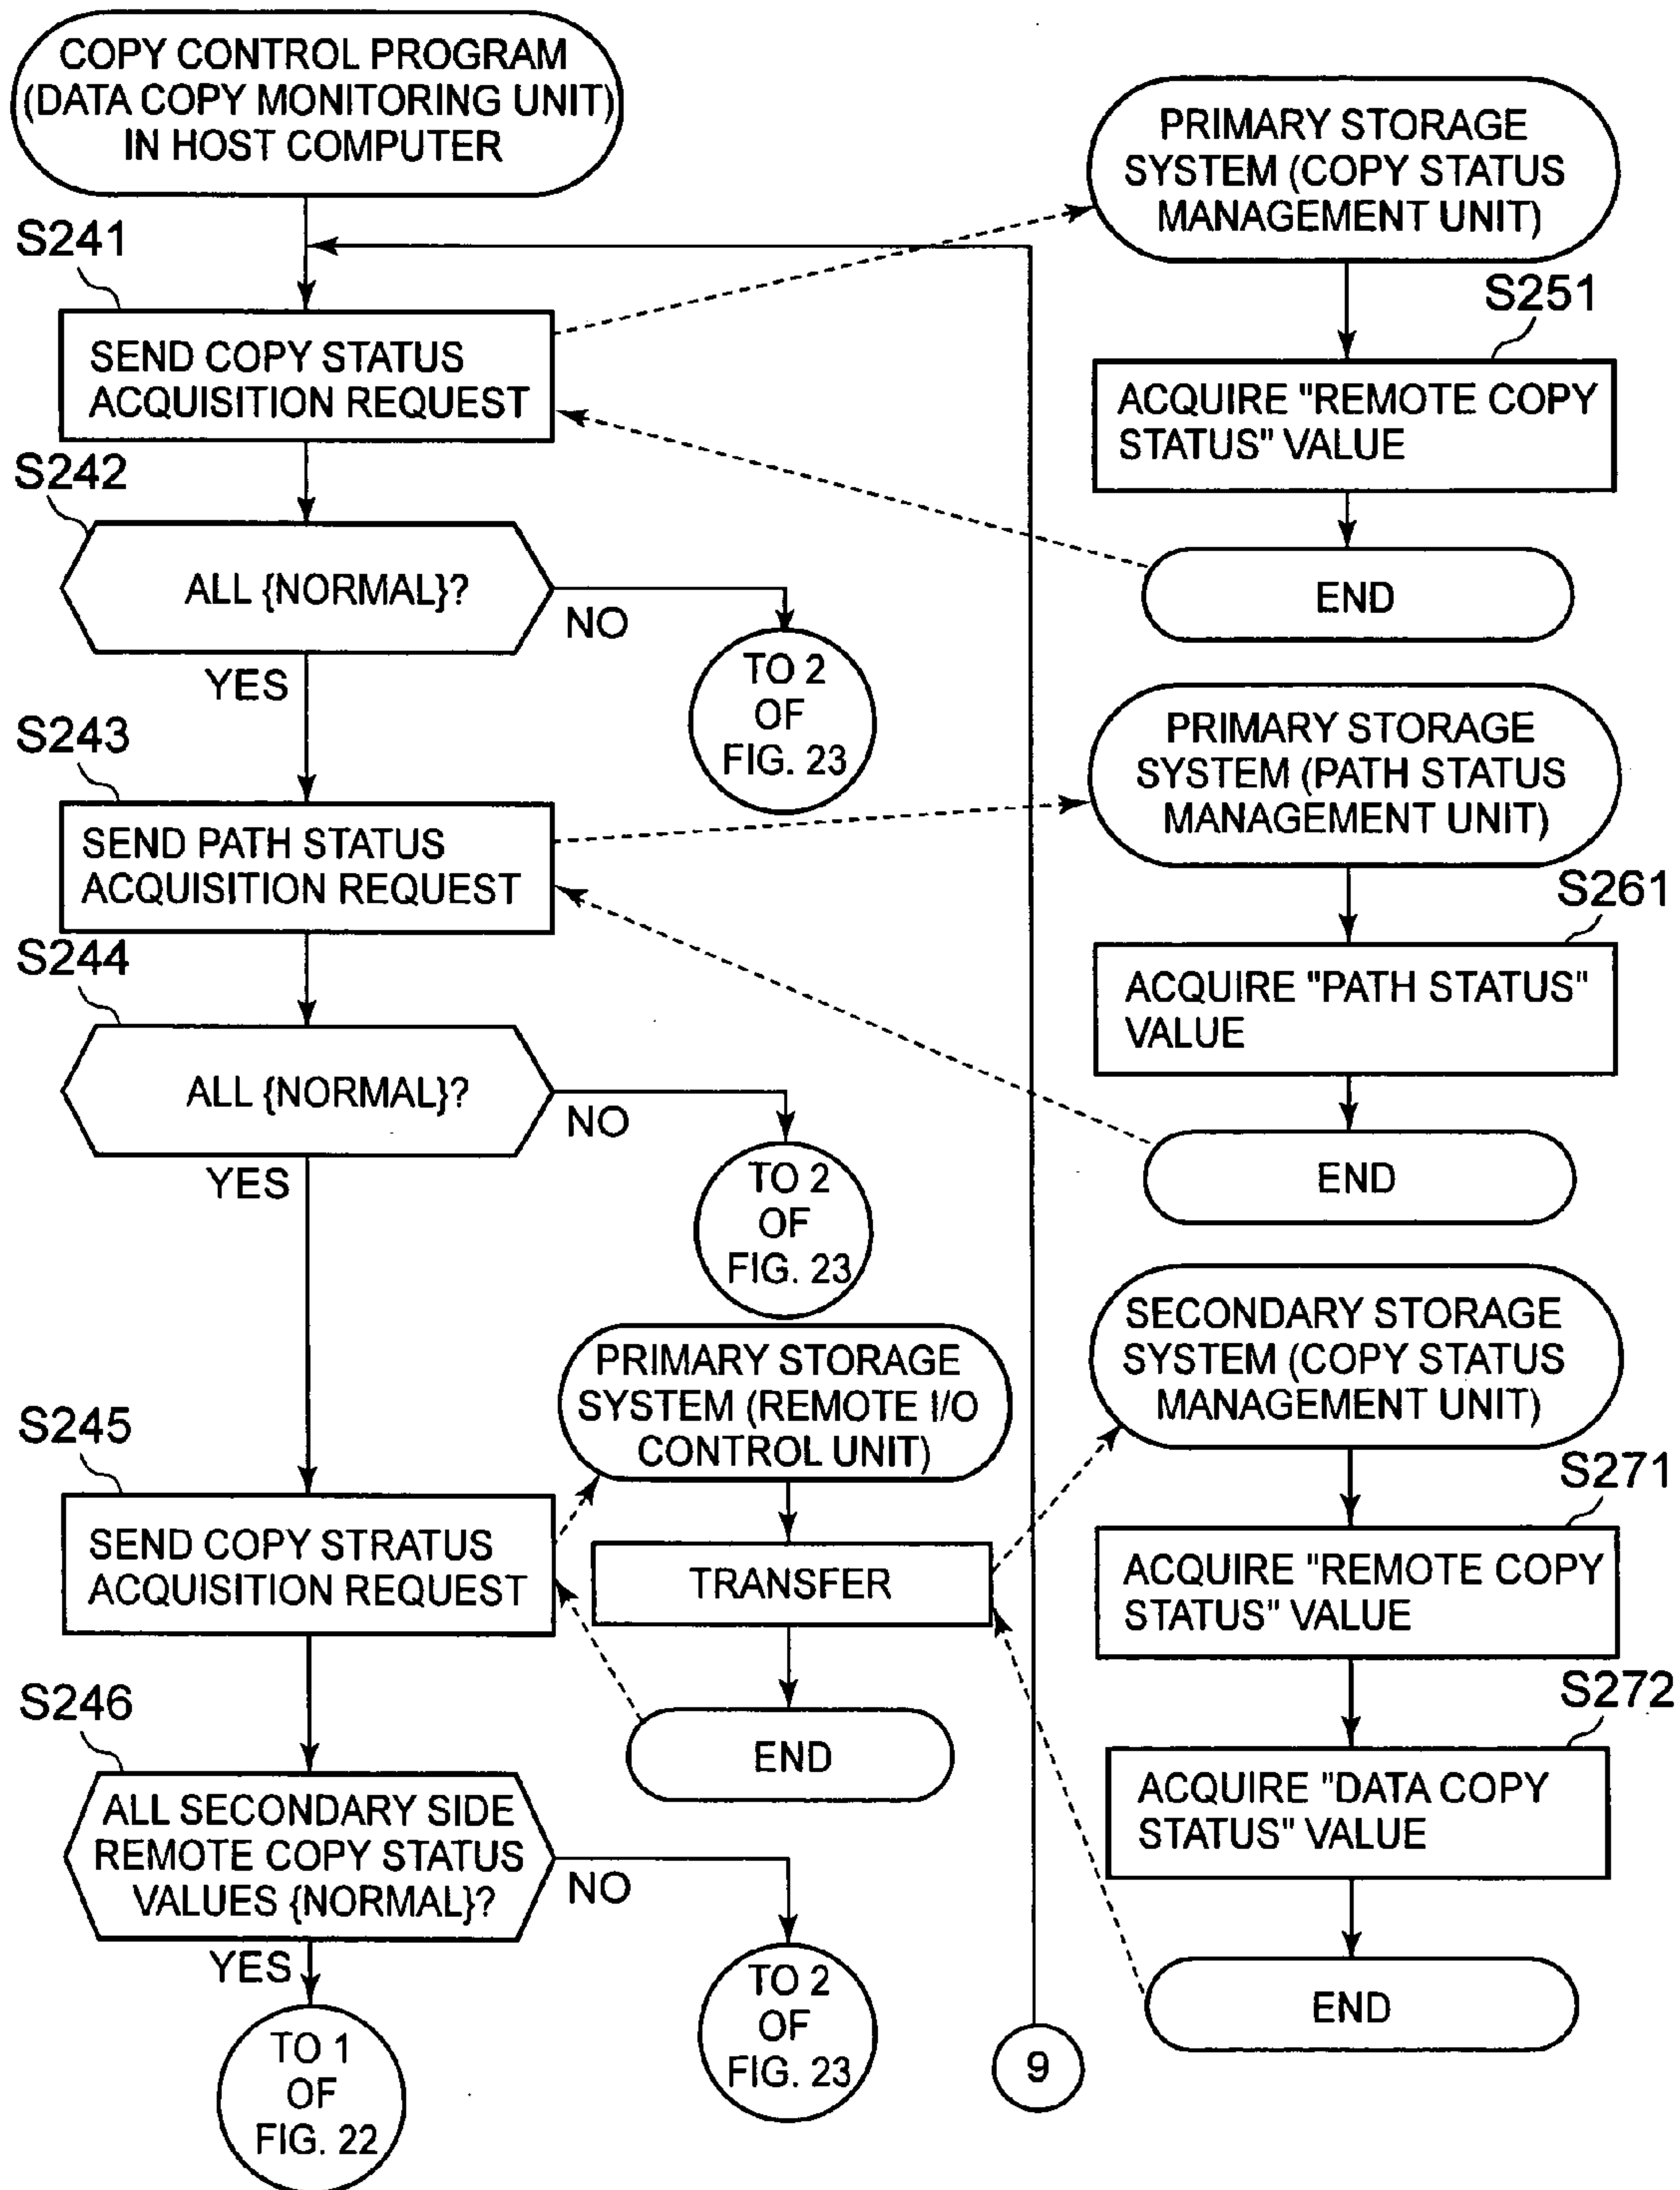 COPY CONTROL PROGRAM
(DATA COPY MONITORING UNIT)
IN HOST COMPUTER
S241
SEND COPY STATUS
ACQUISITION REQUEST
S242
ALL {NORMAL}?
NO
YES
TO 2
OF
FIG. 23
S243
SEND PATH STATUS
ACQUISITION REQUEST
S244
ALL {NORMAL}?
NO
YES
TO 2
OF
FIG. 23
S245
SEND COPY STRATUS
ACQUISITION REQUEST
S246
ALL SECONDARY SIDE
REMOTE COPY STATUS
VALUES {NORMAL}?
NO
YES
TO 2
OF
FIG. 23
TO 1
OF
FIG. 22
PRIMARY STORAGE
SYSTEM (REMOTE I/O
CONTROL UNIT)
TRANSFER
END
9
PRIMARY STORAGE
SYSTEM (COPY STATUS
MANAGEMENT UNIT)
S251
ACQUIRE "REMOTE COPY
STATUS" VALUE
END
PRIMARY STORAGE
SYSTEM (PATH STATUS
MANAGEMENT UNIT)
S261
ACQUIRE "PATH STATUS"
VALUE
END
SECONDARY STORAGE
SYSTEM (COPY STATUS
MANAGEMENT UNIT)
S271
ACQUIRE "REMOTE COPY
STATUS" VALUE
S272
ACQUIRE "DATA COPY
STATUS" VALUE
END